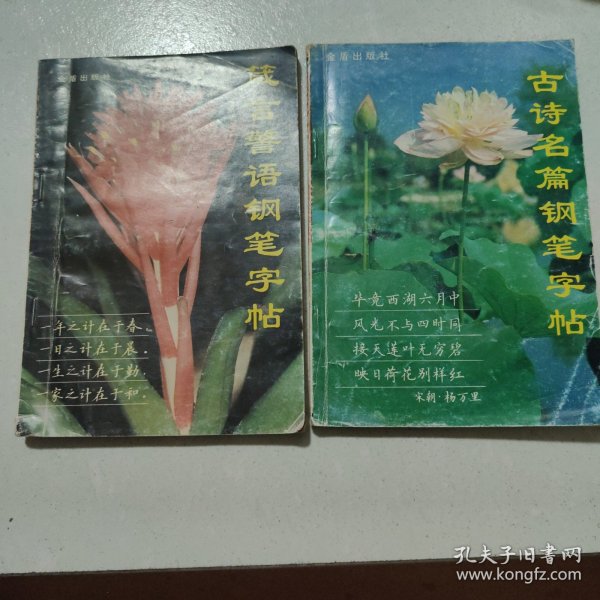 金盾出版社
箴言警语钢笔字帖
一年之计在于春。
一日之计在于晨。
一生之计在于勤。
一家之计在于和。
金盾出版社
古诗名篇钢笔字帖
毕竟西湖六月中
风光不与四时同
接天莲叶无穷碧
映日荷花别样红
宋朝·杨万里
孔夫子旧书网
www.kongfz.com